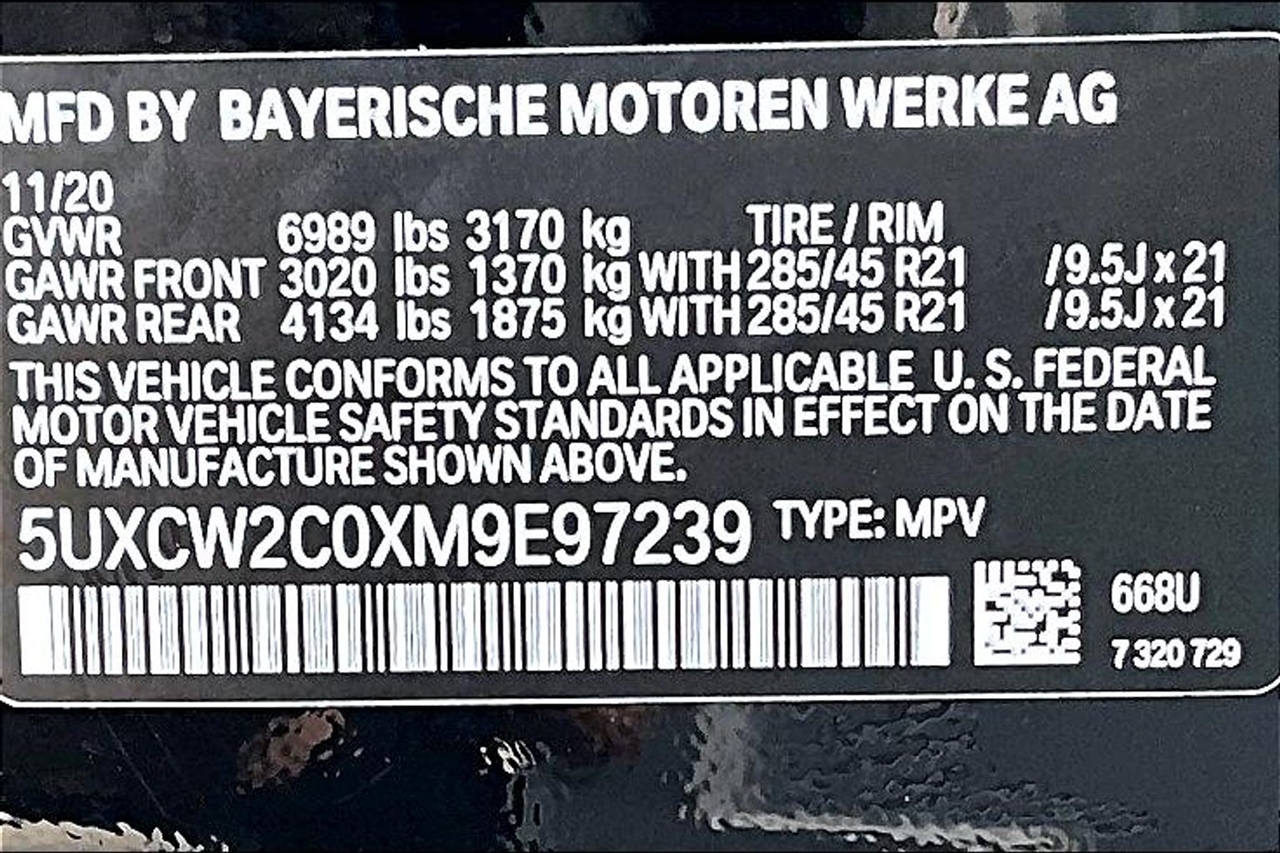 MFD BY BAYERISCHE MOTOREN WERKE AG
11/20
GVWR 6989 lbs 3170 kg TIRE / RIM
GAWR FRONT 3020 lbs 1370 kg WITH 285/45 R21 /9.5J x 21
GAWR REAR 4134 lbs 1875 kg WITH 285/45 R21 /9.5J x 21
THIS VEHICLE CONFORMS TO ALL APPLICABLE U. S. FEDERAL
MOTOR VEHICLE SAFETY STANDARDS IN EFFECT ON THE DATE
OF MANUFACTURE SHOWN ABOVE.
5UXCW2C0XM9E97239 TYPE: MPV
668U
7 320 729